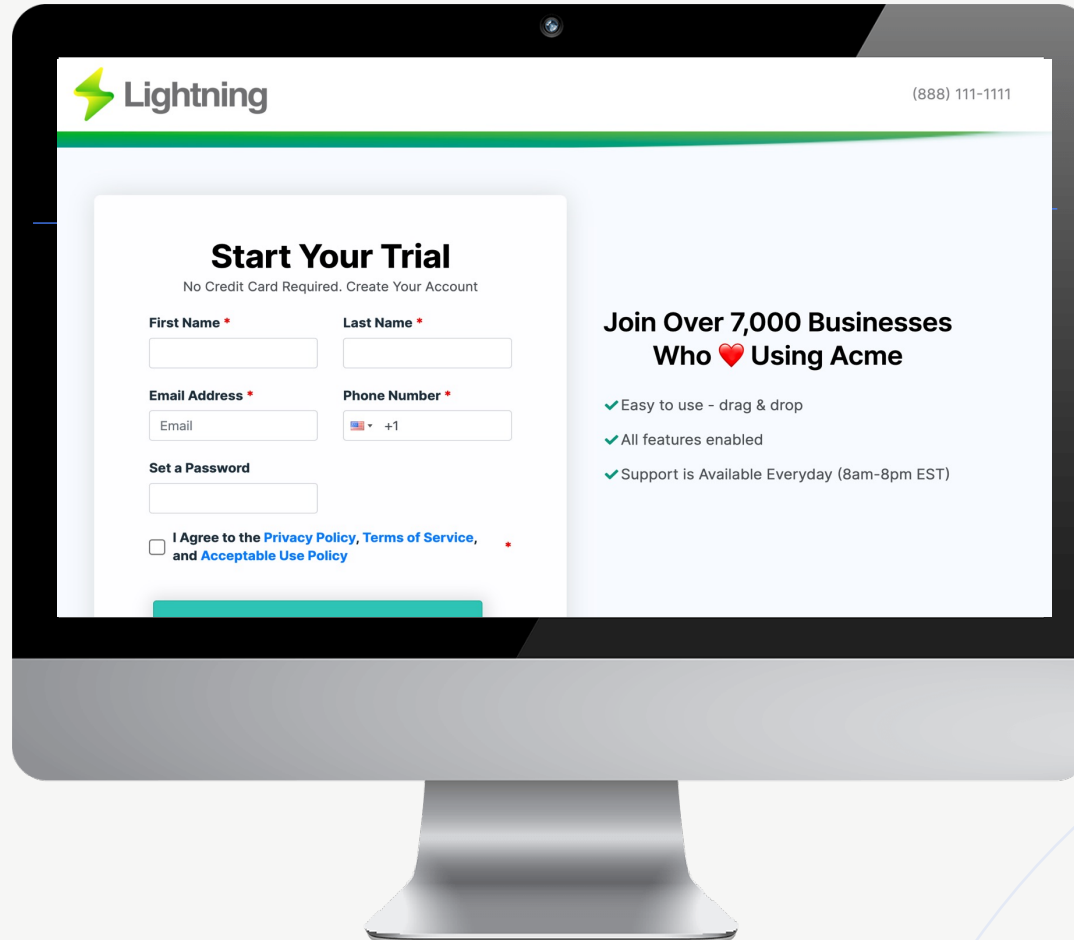 Lightning
(888) 111-1111
Start Your Trial
No Credit Card Required. Create Your Account
First Name *
Last Name *
Email Address *
Phone Number *
Email
+1
Set a Password
I Agree to the Privacy Policy, Terms of Service,
and Acceptable Use Policy
*
Join Over 7,000 Businesses
Who ❤️ Using Acme
Easy to use - drag & drop
All features enabled
Support is Available Everyday (8am-8pm EST)